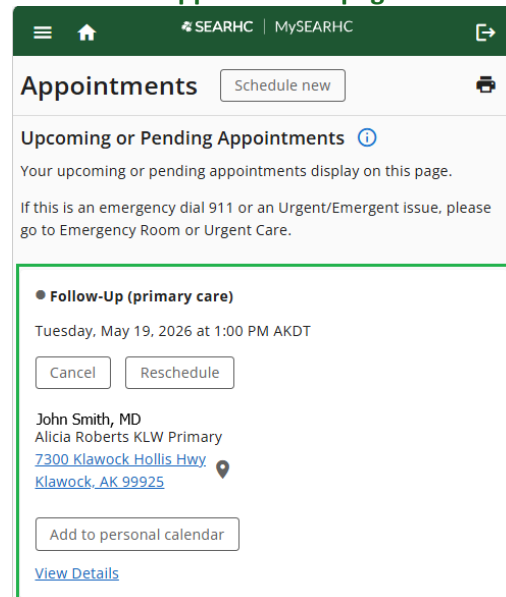 SEARHC | MySEARHC
Appointments Schedule new
Upcoming or Pending Appointments
Your upcoming or pending appointments display on this page.
If this is an emergency dial 911 or an Urgent/Emergent issue, please
go to Emergency Room or Urgent Care.
Follow-Up (primary care)
Tuesday, May 19, 2026 at 1:00 PM AKDT
Cancel Reschedule
John Smith, MD
Alicia Roberts KLW Primary
7300 Klawock Hollis Hwy
Klawock, AK 99925
Add to personal calendar
View Details